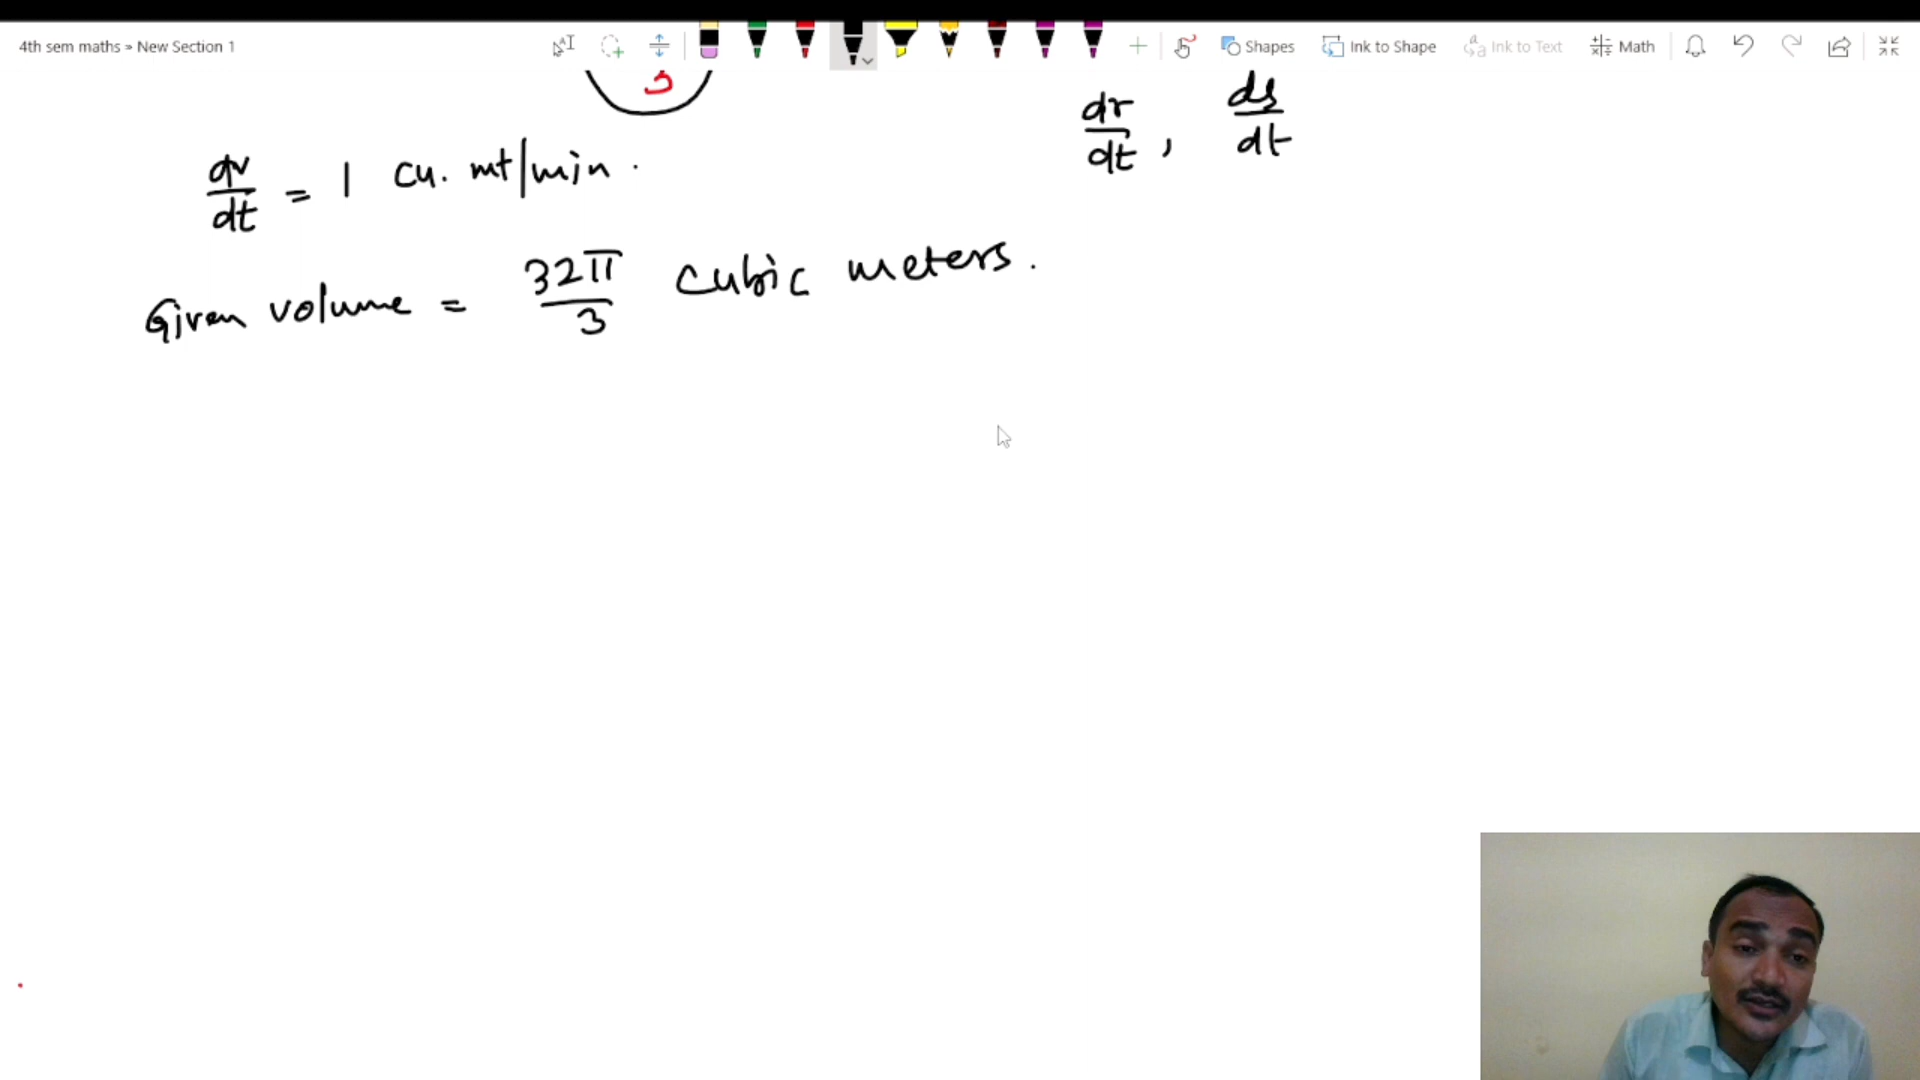 4th sem maths » New Section 1
Shapes Ink to Shape Ink to Text Math
dr/dt , ds/dt
dv/dt = 1 cu. mt/min.
Given volume = 32π/3 cubic meters.